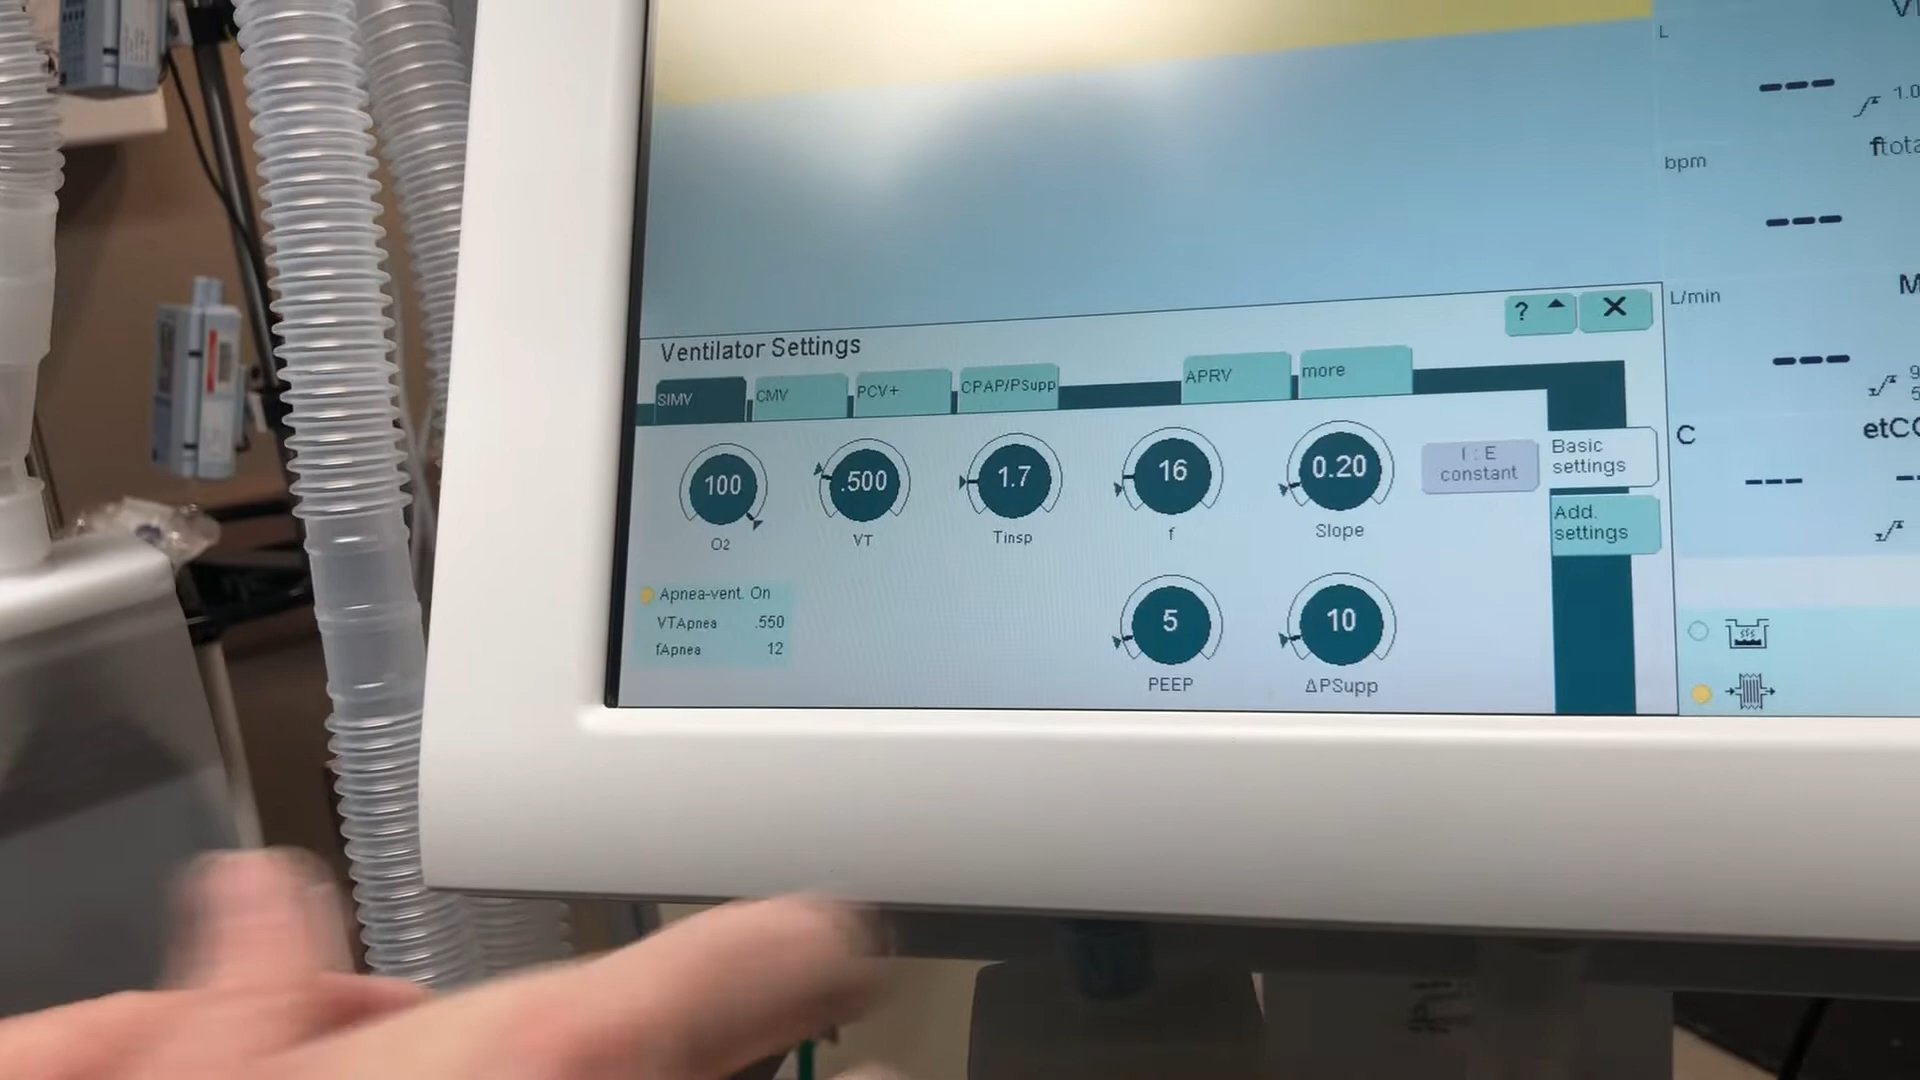 L
1.0
bpm
L/min
Ventilator Settings
? ✕
SIMV CMV PCV+ CPAP/PSupp APRV more
100 .500 1.7 16 0.20
O2 VT Tinsp f Slope
I : E
constant
Basic
settings
Add.
settings
Apnea-vent. On
VTApnea .550
fApnea 12
5 10
PEEP ΔPSupp
C
---
---
---
---